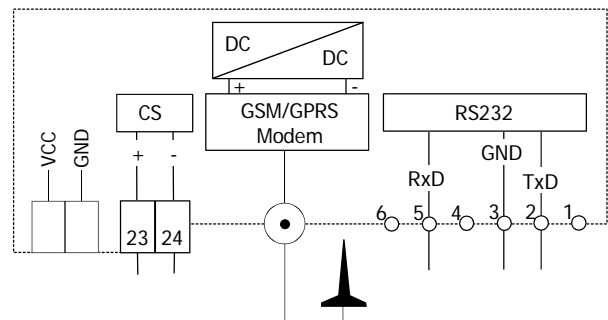 DC
DC
+ -
CS
GSM/GPRS
Modem
RS232
VCC
GND
+ -
GND
RxD
TxD
6 5 4 3 2 1
23 24